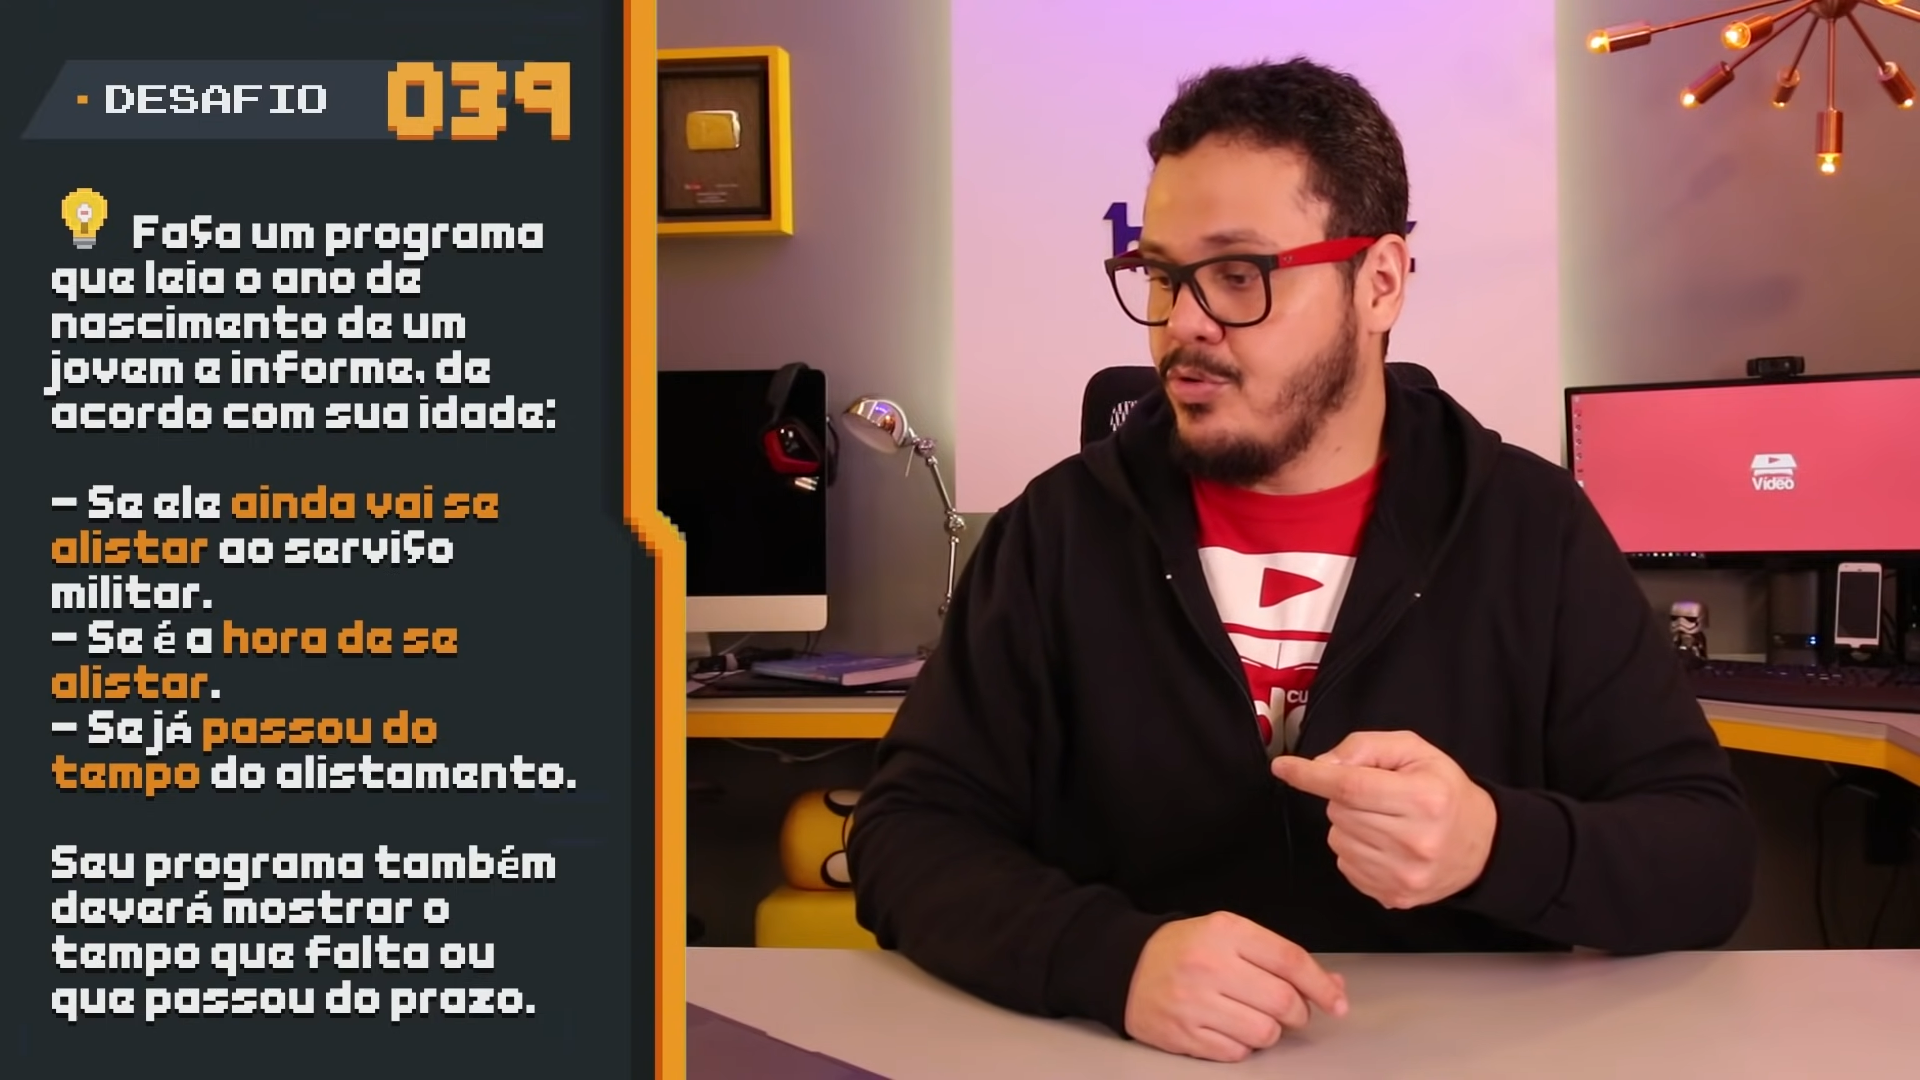 DESAFIO 039
Faça um programa
que leia o ano de
nascimento de um
jovem e informe, de
acordo com sua idade:
- Se ele ainda vai se
alistar ao serviço
militar.
- Se é a hora de se
alistar.
- Se já passou do
tempo do alistamento.
Seu programa também
deverá mostrar o
tempo que falta ou
que passou do prazo.
Vídeo